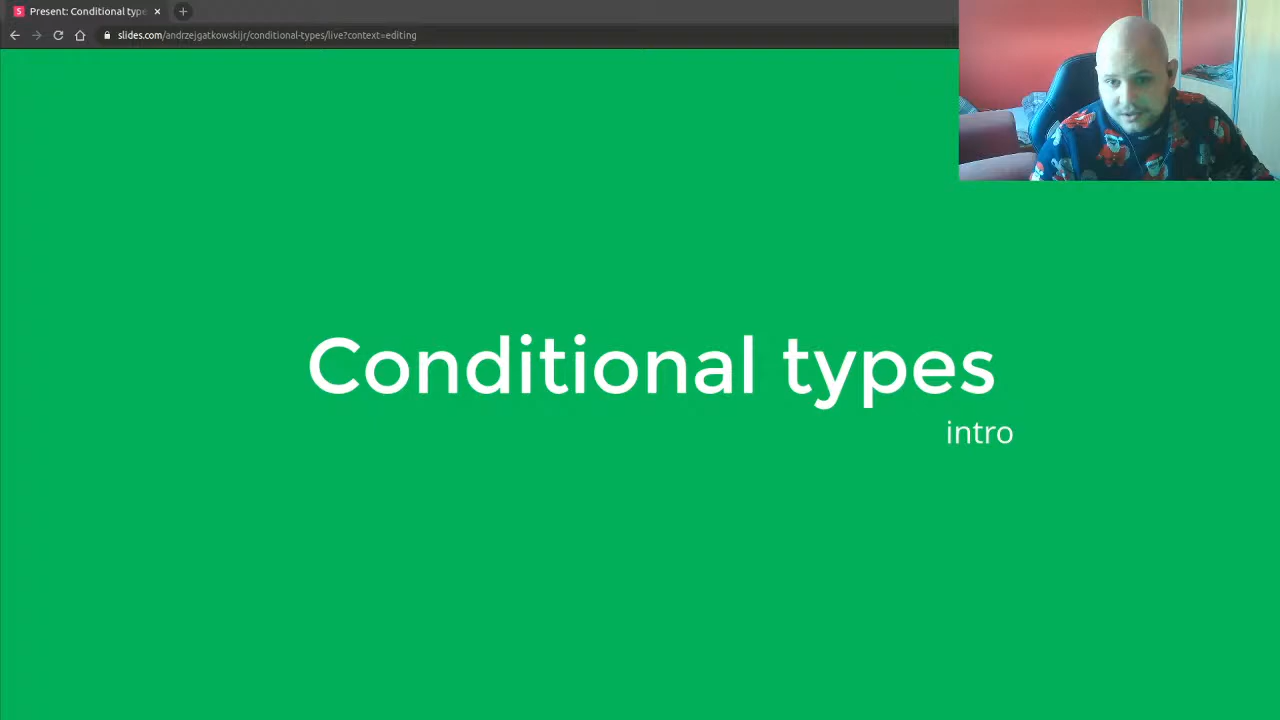 S Present: Conditional type
slides.com/andrzejgatkowskijr/conditional-types/live?context=editing
Conditional types
intro